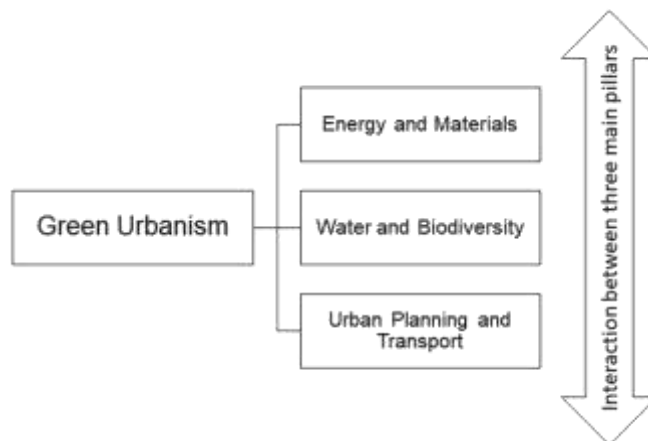 Energy and Materials
Green Urbanism
Water and Biodiversity
Urban Planning and
Transport
Interaction between three main pillars